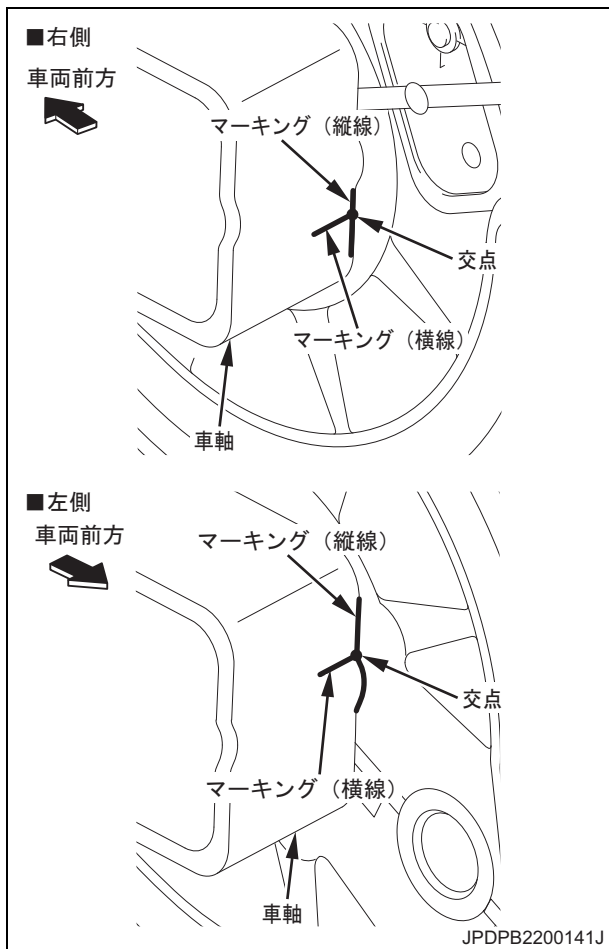 ■右側
車両前方
マーキング（縦線）
交点
マーキング（横線）
車軸
■左側
車両前方
マーキング（縦線）
交点
マーキング（横線）
車軸
JPDPB2200141J